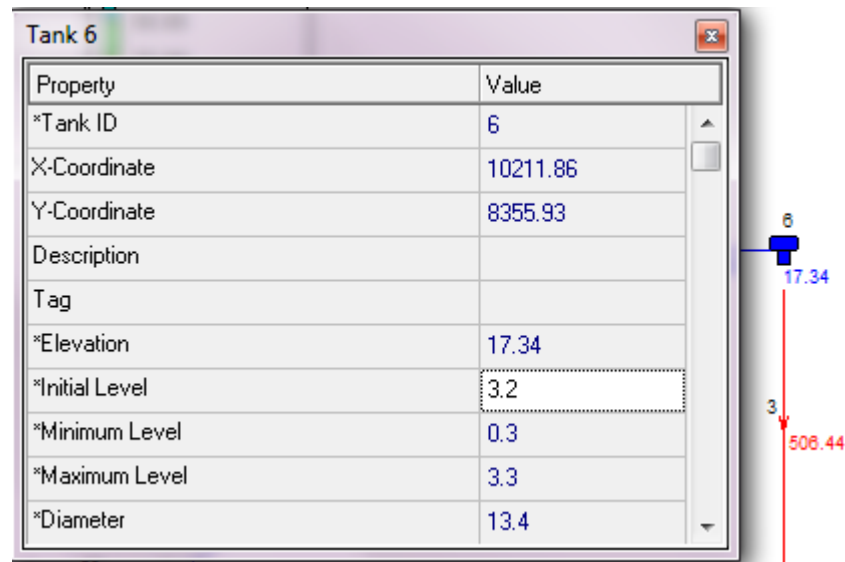 Tank 6
Property Value
*Tank ID 6
X-Coordinate 10211.86
Y-Coordinate 8355.93
Description
Tag
*Elevation 17.34
*Initial Level 3.2
*Minimum Level 0.3
*Maximum Level 3.3
*Diameter 13.4
6
17.34
3
506.44